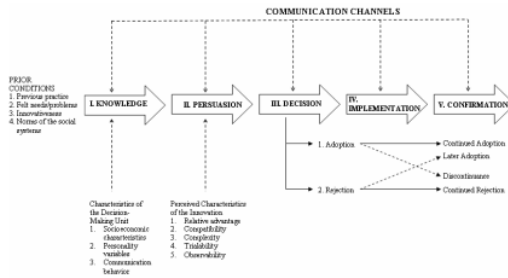 COMMUNICATION CHANNELS
PRIOR
CONDITIONS
1. Previous practice
2. Felt needs/problems
3. Innovativeness
4. Norms of the social
systems
I. KNOWLEDGE
II. PERSUASION
III. DECISION
IV.
IMPLEMENTATION
V. CONFIRMATION
1. Adoption
2. Rejection
Continued Adoption
Later Adoption
Discontinuance
Continued Rejection
Characteristics of
the Decision-
Making Unit
1. Socioeconomic
characteristics
2. Personality
variables
3. Communication
behavior
Perceived Characteristics
of the Innovation
1. Relative advantage
2. Compatibility
3. Complexity
4. Trialability
5. Observability